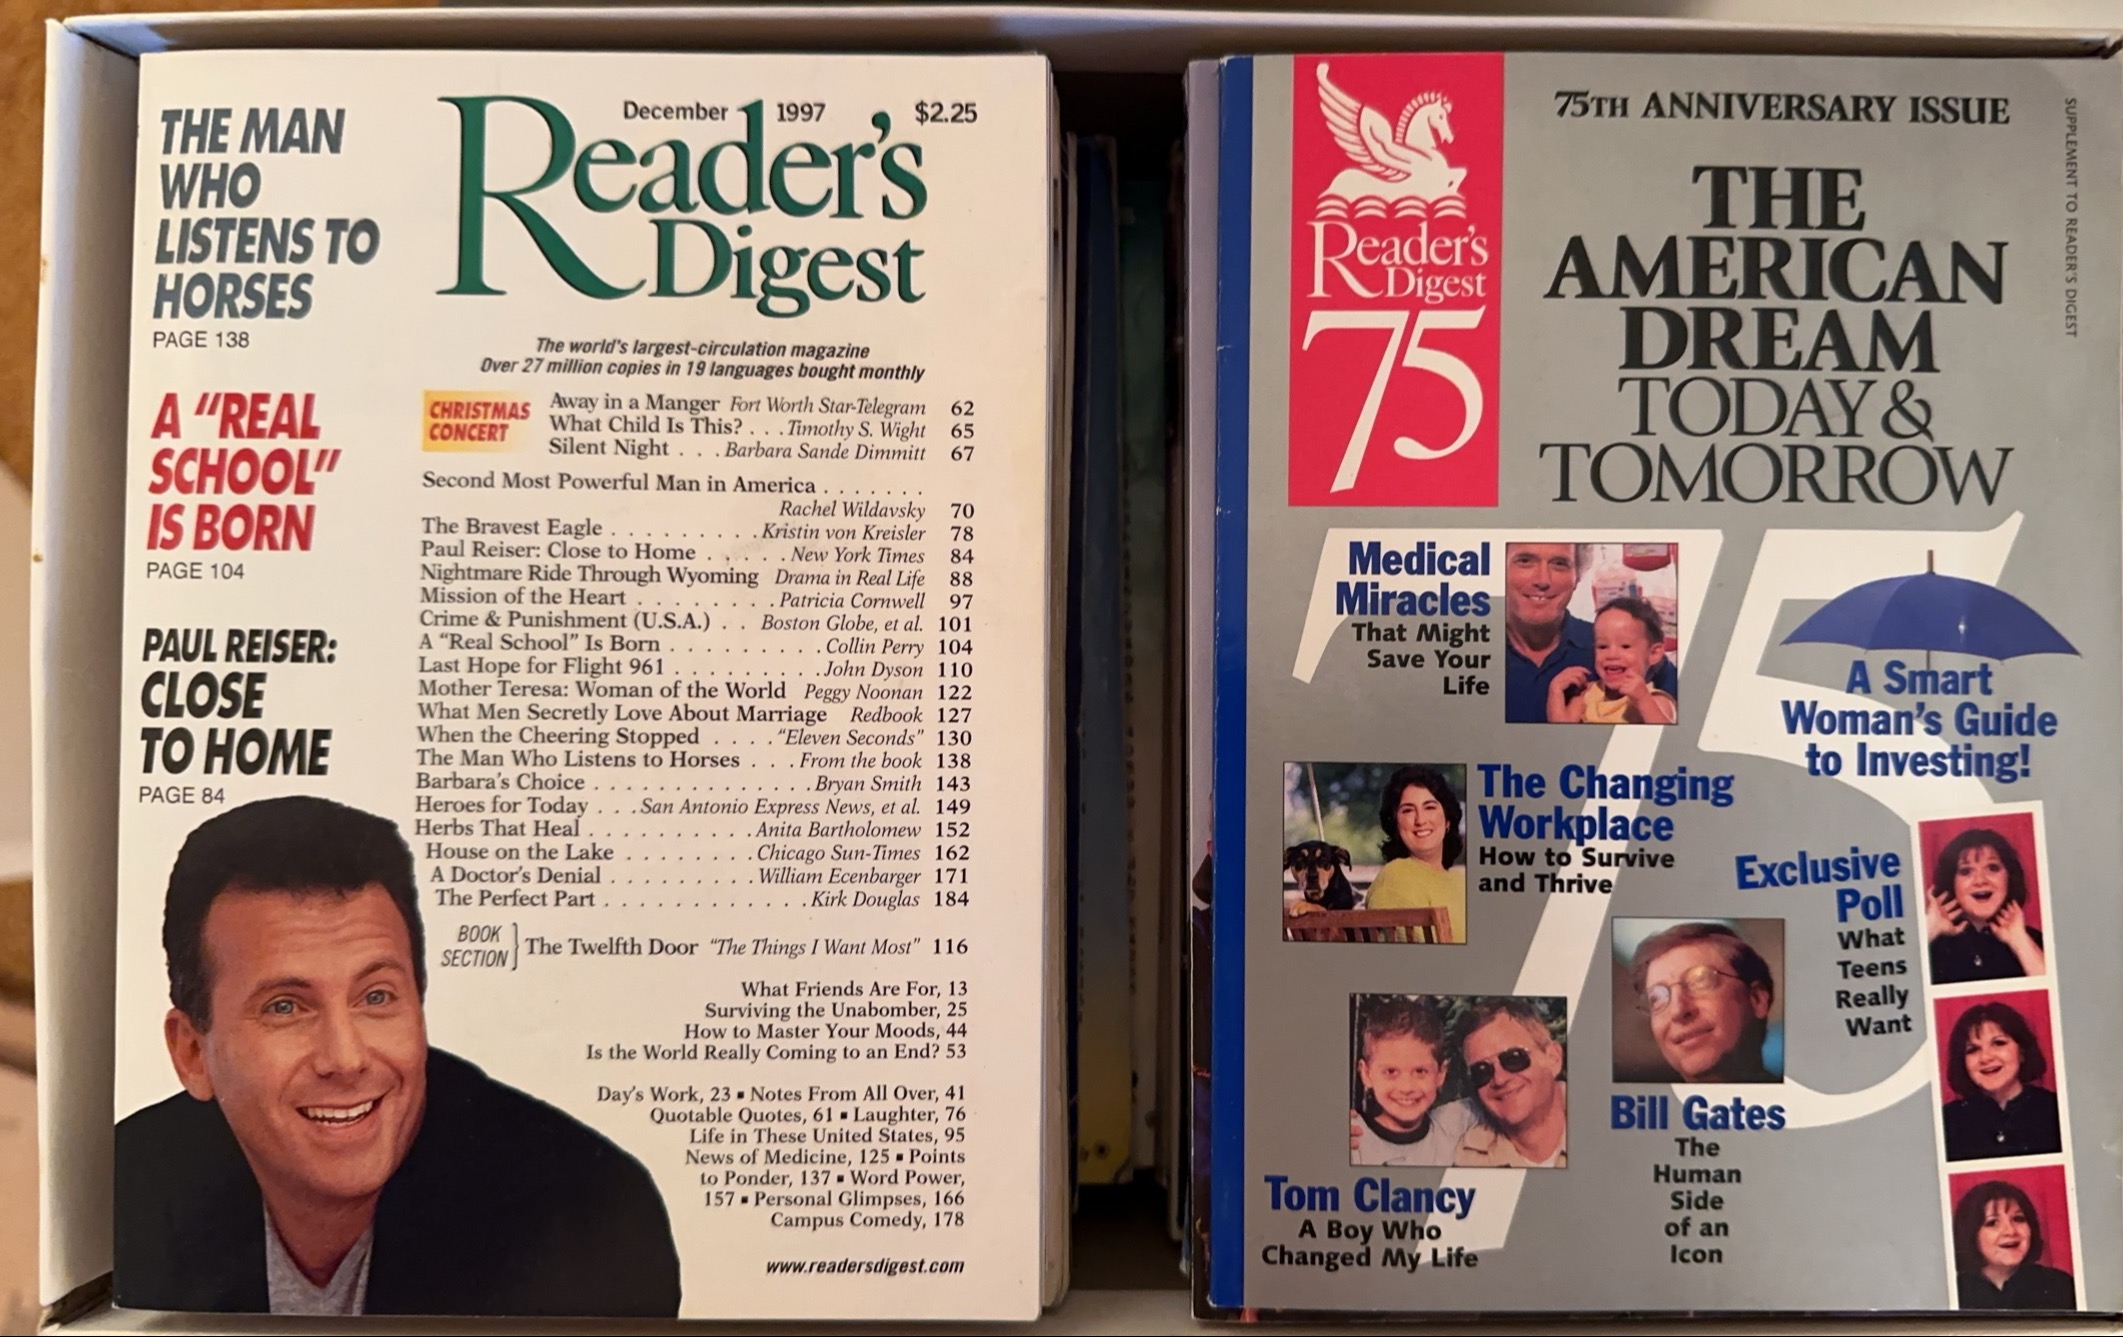 THE MAN
WHO
LISTENS TO
HORSES
PAGE 138
A "REAL
SCHOOL"
IS BORN
PAGE 104
PAUL REISER:
CLOSE
TO HOME
PAGE 84
December 1997 $2.25
Reader's
Digest
The world's largest-circulation magazine
Over 27 million copies in 19 languages bought monthly
CHRISTMAS
CONCERT
Away in a Manger Fort Worth Star-Telegram 62
What Child Is This? . . . Timothy S. Wight 65
Silent Night . . . Barbara Sande Dimmitt 67
Second Most Powerful Man in America . . . . . . .
Rachel Wildavsky 70
The Bravest Eagle . . . . . . . . . Kristin von Kreisler 78
Paul Reiser: Close to Home . . . . . New York Times 84
Nightmare Ride Through Wyoming Drama in Real Life 88
Mission of the Heart . . . . . . . . Patricia Cornwell 97
Crime & Punishment (U.S.A.) . . Boston Globe, et al. 101
A "Real School" Is Born . . . . . . . . . Collin Perry 104
Last Hope for Flight 961 . . . . . . . . . John Dyson 110
Mother Teresa: Woman of the World Peggy Noonan 122
What Men Secretly Love About Marriage Redbook 127
When the Cheering Stopped . . . . "Eleven Seconds" 130
The Man Who Listens to Horses . . . From the book 138
Barbara's Choice . . . . . . . . . . . . . . Bryan Smith 143
Heroes for Today . . . San Antonio Express News, et al. 149
Herbs That Heal . . . . . . . . . . Anita Bartholomew 152
House on the Lake . . . . . . . . Chicago Sun-Times 162
A Doctor's Denial . . . . . . . . . William Ecenbarger 171
The Perfect Part . . . . . . . . . . . . Kirk Douglas 184
BOOK
SECTION
The Twelfth Door "The Things I Want Most" 116
What Friends Are For, 13
Surviving the Unabomber, 25
How to Master Your Moods, 44
Is the World Really Coming to an End? 53
Day's Work, 23 ▪ Notes From All Over, 41
Quotable Quotes, 61 ▪ Laughter, 76
Life in These United States, 95
News of Medicine, 125 ▪ Points
to Ponder, 137 ▪ Word Power,
157 ▪ Personal Glimpses, 166
Campus Comedy, 178
www.readersdigest.com
Reader's
Digest
75
75TH ANNIVERSARY ISSUE
SUPPLEMENT TO READER'S DIGEST
THE
AMERICAN
DREAM
TODAY &
TOMORROW
75
Medical
Miracles
That Might
Save Your
Life
A Smart
Woman's Guide
to Investing!
The Changing
Workplace
How to Survive
and Thrive
Exclusive
Poll
What
Teens
Really
Want
Tom Clancy
A Boy Who
Changed My Life
Bill Gates
The
Human
Side
of an
Icon